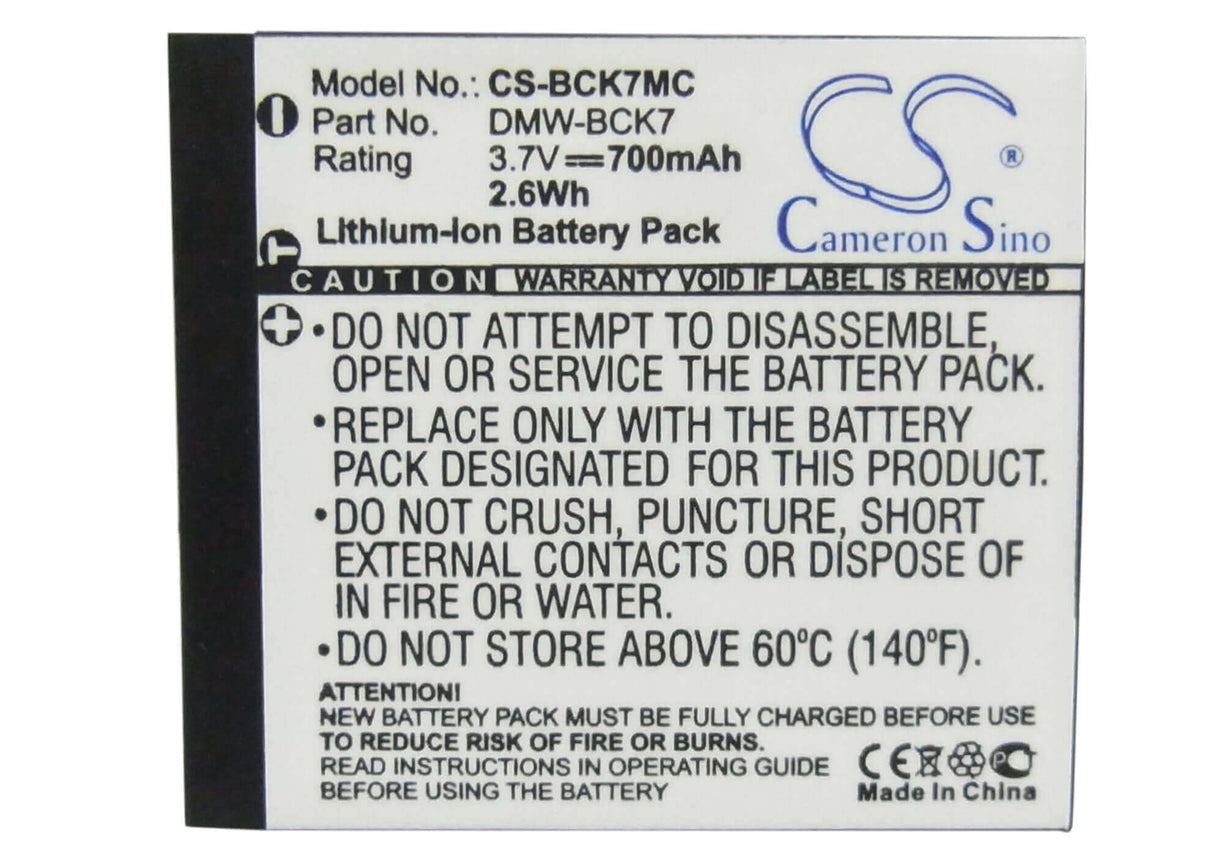 Model No.: CS-BCK7MC
Part No. DMW-BCK7
Rating 3.7V 700mAh
2.6Wh
Lithium-Ion Battery Pack
CS ®
Cameron Sino
I
T
CAUTION WARRANTY VOID IF LABEL IS REMOVED
+
•DO NOT ATTEMPT TO DISASSEMBLE,
OPEN OR SERVICE THE BATTERY PACK.
•REPLACE ONLY WITH THE BATTERY
PACK DESIGNATED FOR THIS PRODUCT.
•DO NOT CRUSH, PUNCTURE, SHORT
EXTERNAL CONTACTS OR DISPOSE OF
IN FIRE OR WATER.
•DO NOT STORE ABOVE 60ºC (140ºF).
ATTENTION!
NEW BATTERY PACK MUST BE FULLY CHARGED BEFORE USE
TO REDUCE RISK OF FIRE OR BURNS.
READ INSTRUCTIONS IN OPERATING GUIDE
BEFORE USING THE BATTERY
CE
Made In China